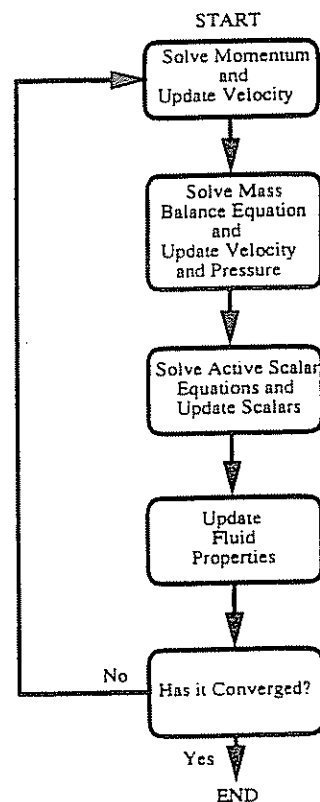 START
Solve Momentum
and
Update Velocity
Solve Mass
Balance Equation
and
Update Velocity
and Pressure
Solve Active Scalar
Equations and
Update Scalars
Update
Fluid
Properties
Has it Converged?
No
Yes
END